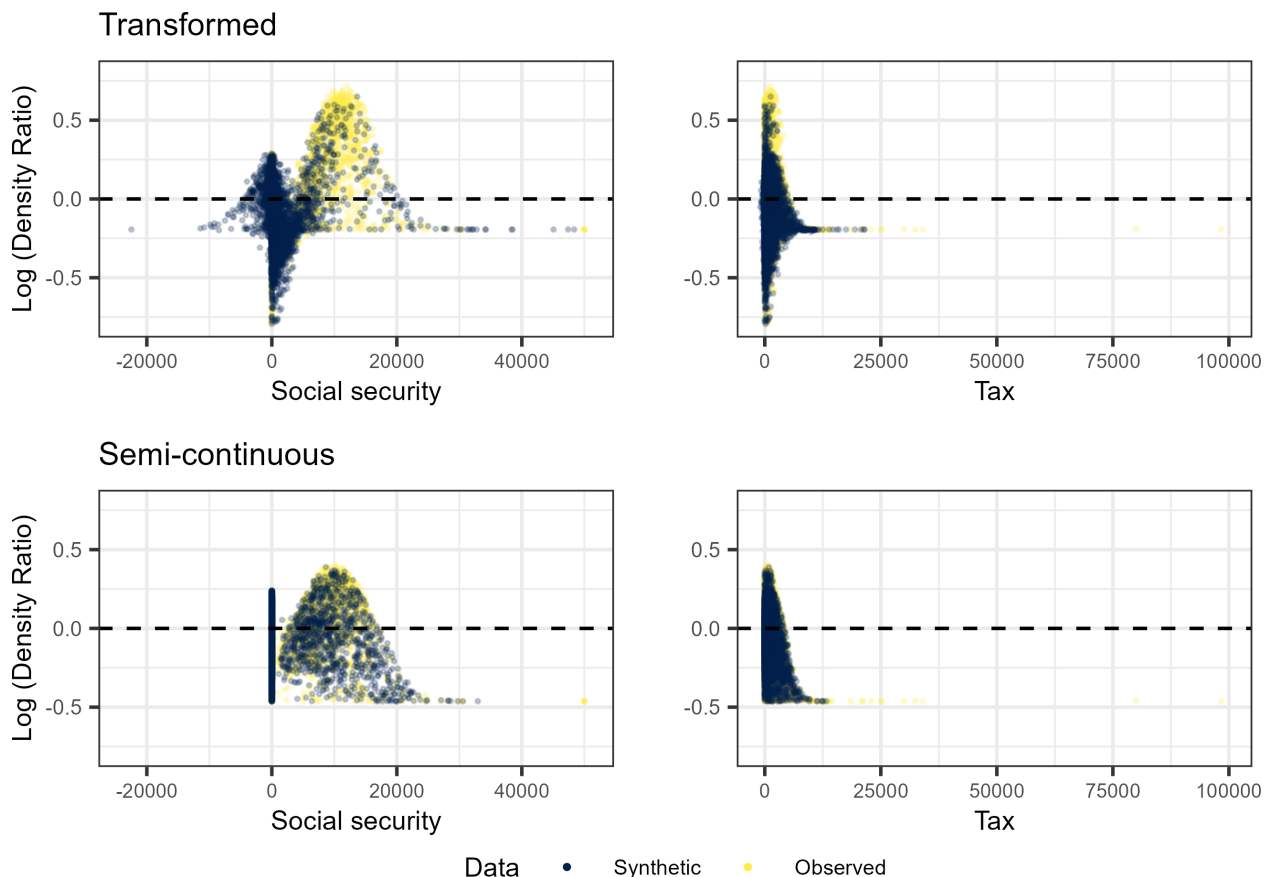 Transformed
Log (Density Ratio)
0.5
0.0
-0.5
-20000 0 20000 40000
Social security
0.5
0.0
-0.5
0 25000 50000 75000 100000
Tax
Semi-continuous
Log (Density Ratio)
0.5
0.0
-0.5
-20000 0 20000 40000
Social security
0.5
0.0
-0.5
0 25000 50000 75000 100000
Tax
Data Synthetic Observed